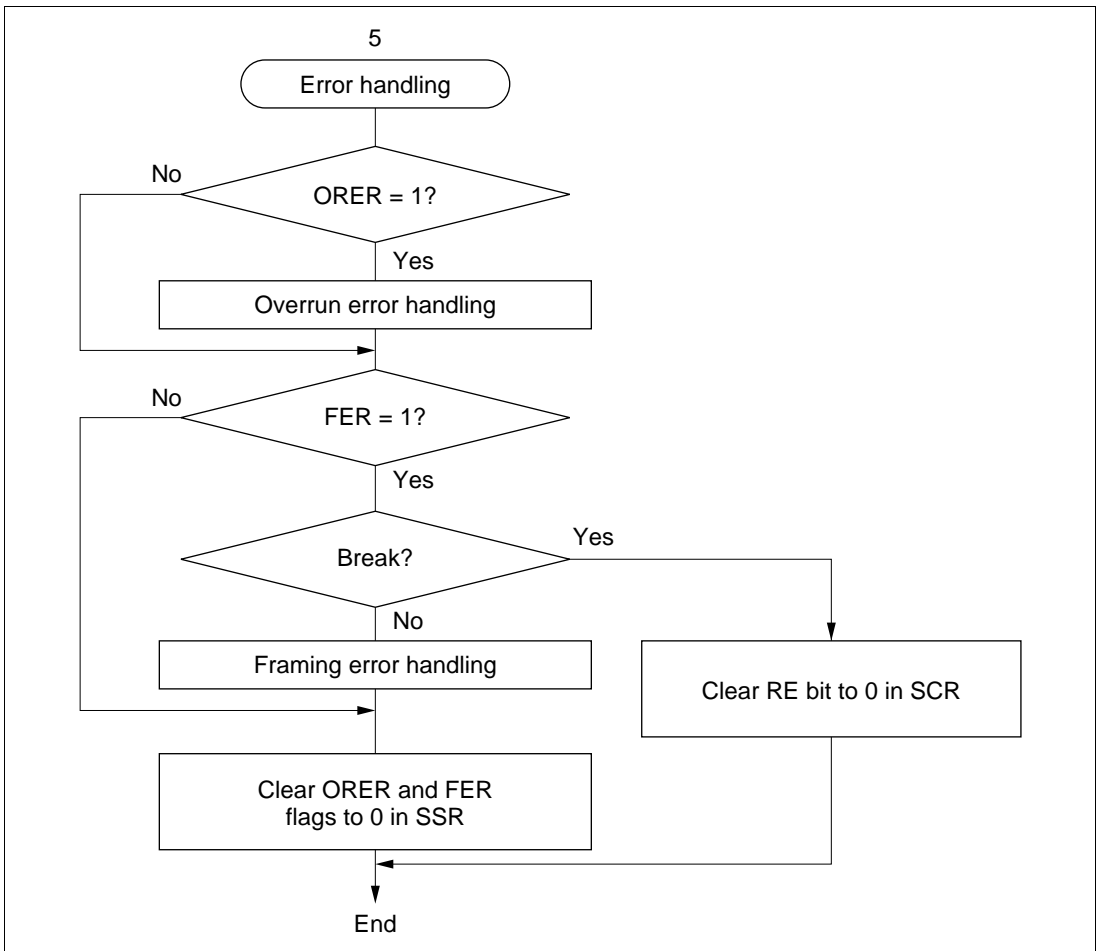 5
Error handling
No
ORER = 1?
Yes
Overrun error handling
No
FER = 1?
Yes
Break?
Yes
No
Framing error handling
Clear RE bit to 0 in SCR
Clear ORER and FER
flags to 0 in SSR
End